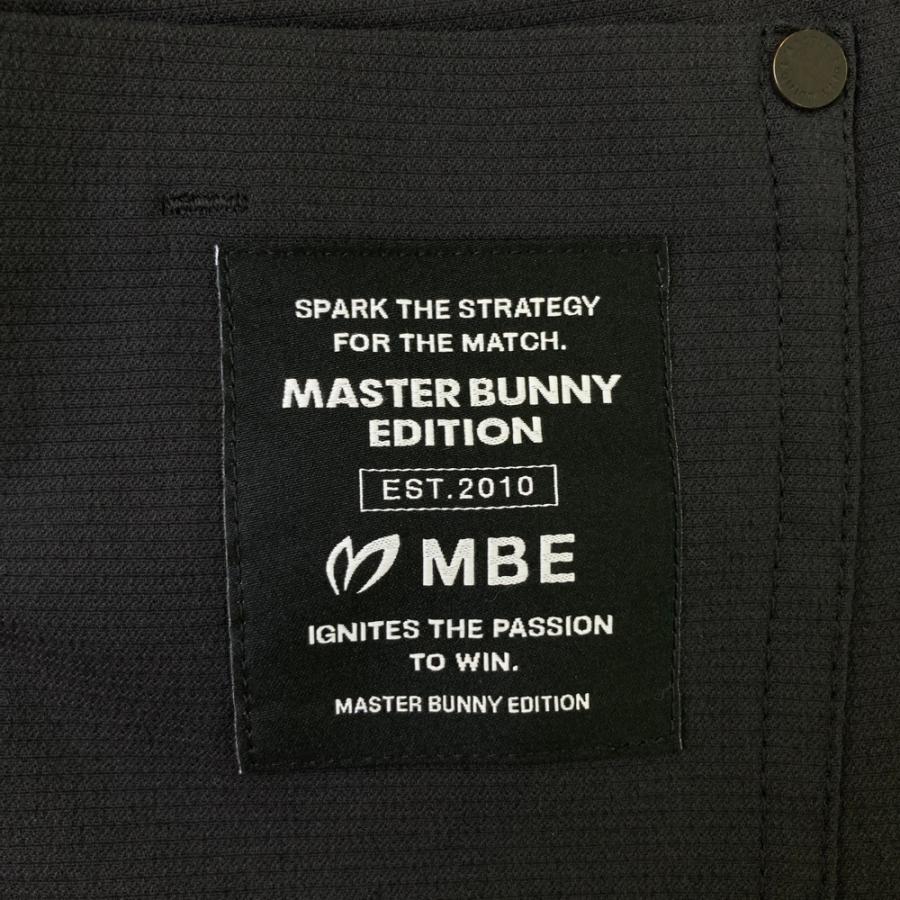 SPARK THE STRATEGY
FOR THE MATCH.
MASTER BUNNY
EDITION
EST.2010
MBE
IGNITES THE PASSION
TO WIN.
MASTER BUNNY EDITION